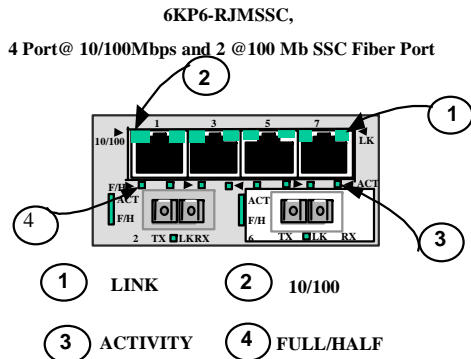 6KP6-RJMSSC,
4 Port@ 10/100Mbps and 2 @100 Mb SSC Fiber Port
2
1
1 3 5 7
10/100 LK
F/H ACT
ACT ACT
F/H F/H
4
2 TX LKRX 6 TX LK RX
3
1 LINK 2 10/100
3 ACTIVITY 4 FULL/HALF